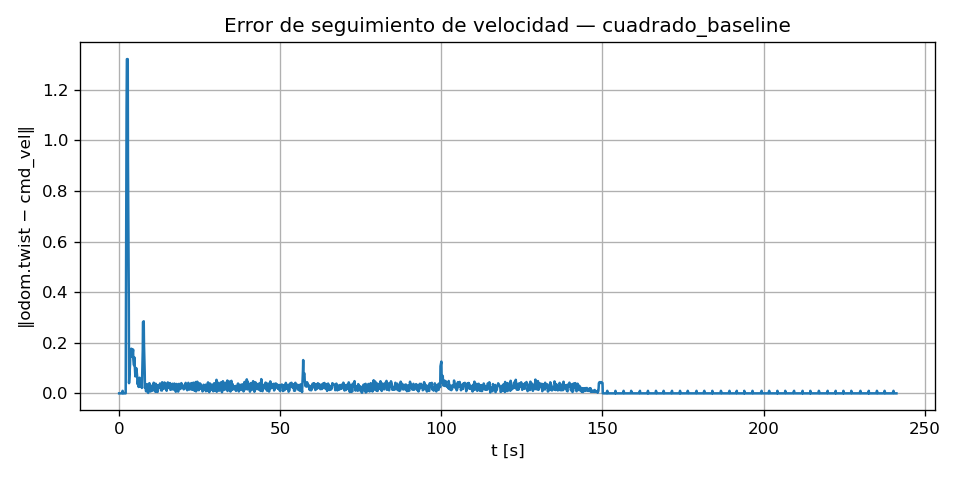 Error de seguimiento de velocidad — cuadrado_baseline
‖odom.twist − cmd_vel‖
1.2
1.0
0.8
0.6
0.4
0.2
0.0
0 50 100 150 200 250
t [s]